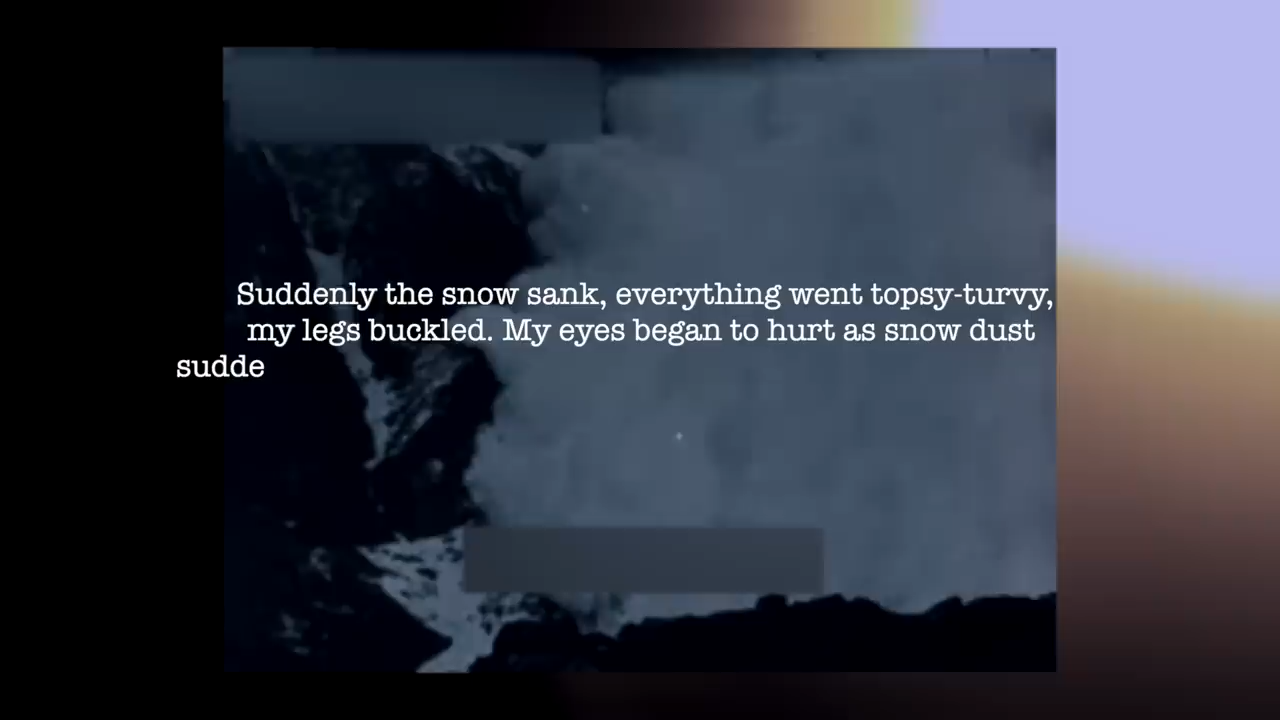 Suddenly the snow sank, everything went topsy-turvy,
my legs buckled. My eyes began to hurt as snow dust
sudde